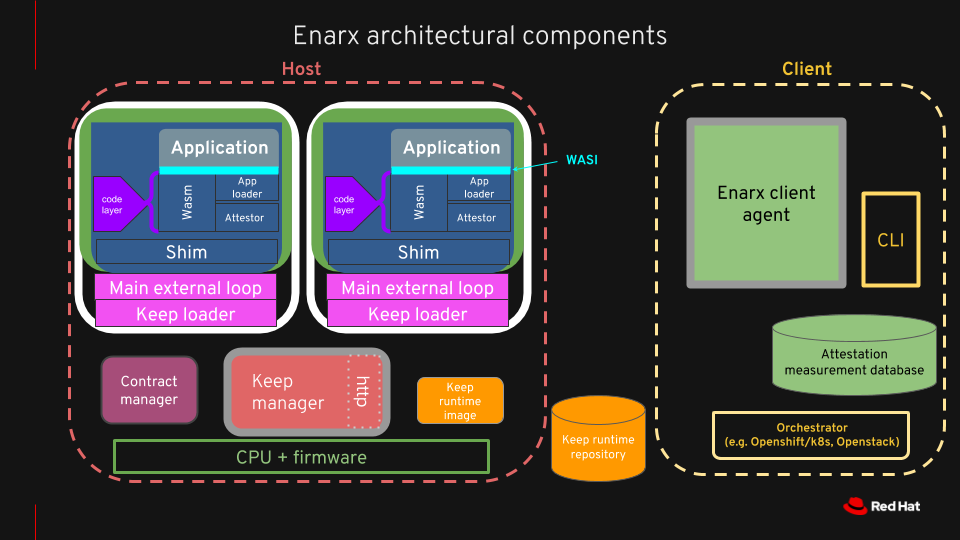 Enarx architectural components
Host
Client
Application
Application
WASI
code
layer
Wasm
App
loader
Attestor
code
layer
Wasm
App
loader
Attestor
Shim
Shim
Main external loop
Main external loop
Keep loader
Keep loader
Enarx client
agent
CLI
Attestation
measurement database
Contract
manager
Keep
manager
http
Keep
runtime
image
Keep runtime
repository
Orchestrator
(e.g. Openshift/k8s, Openstack)
CPU + firmware
Red Hat